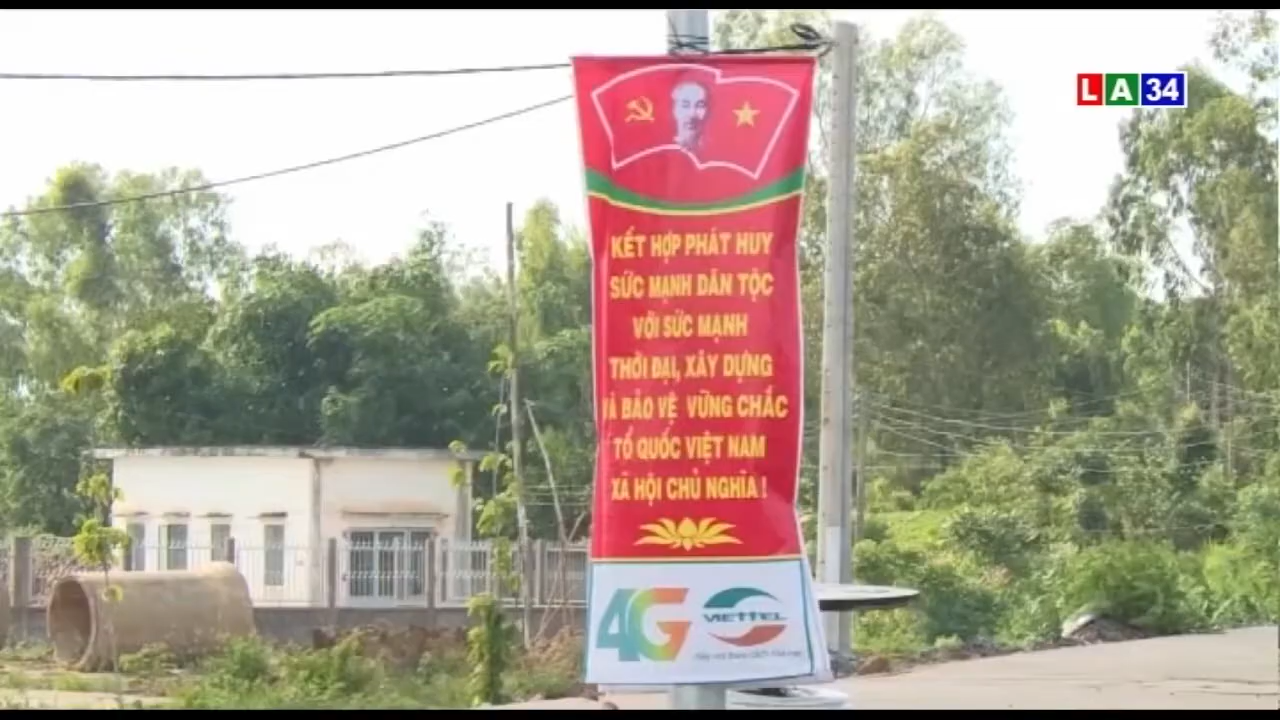 LA34
KẾT HỢP PHÁT HUY
SỨC MẠNH DÂN TỘC
VỚI SỨC MẠNH
THỜI ĐẠI, XÂY DỰNG
VÀ BẢO VỆ VỮNG CHẮC
TỔ QUỐC VIỆT NAM
XÃ HỘI CHỦ NGHĨA !
4G
VIETTEL